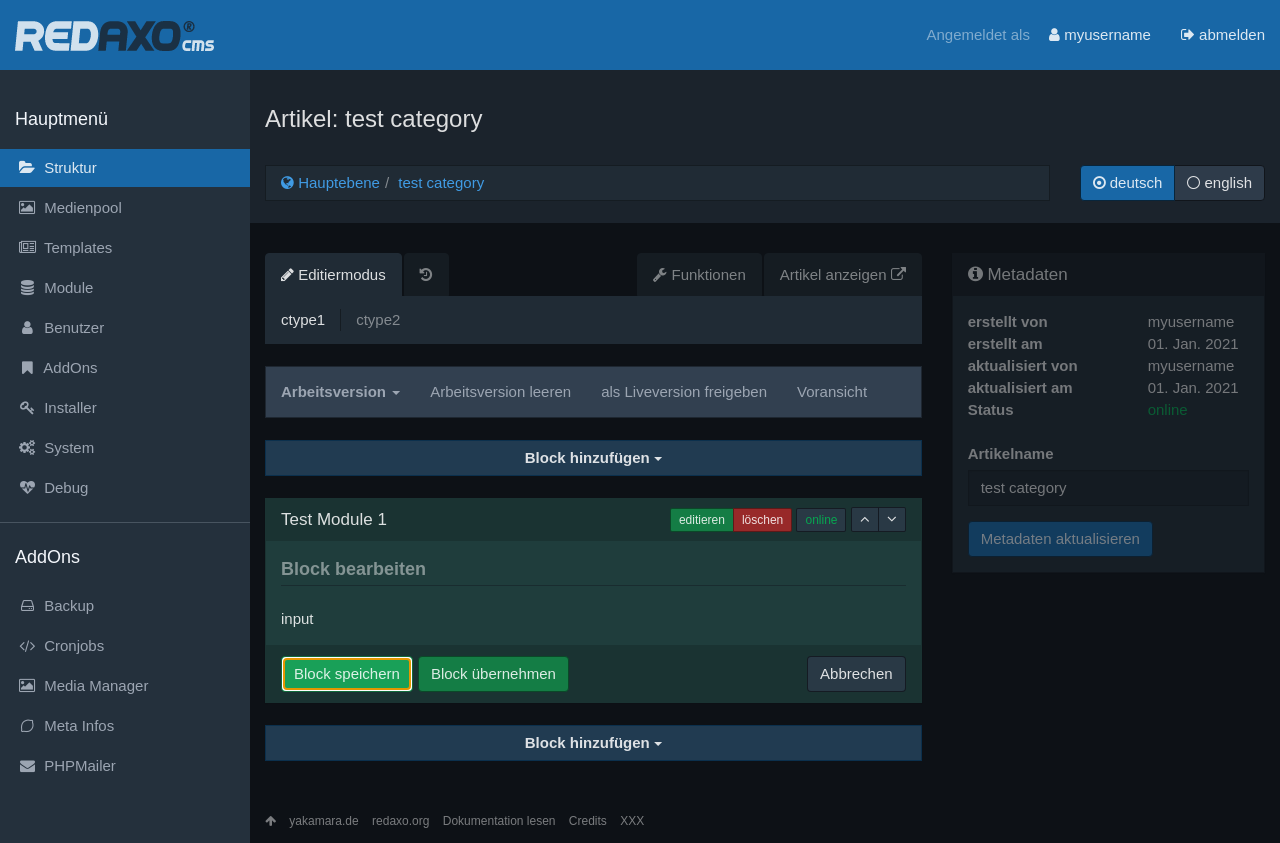 REDAXO® cms
Angemeldet als myusername abmelden
Hauptmenü
Struktur
Medienpool
Templates
Module
Benutzer
AddOns
Installer
System
Debug
AddOns
Backup
Cronjobs
Media Manager
Meta Infos
PHPMailer
Artikel: test category
Hauptebene / test category
deutsch english
Editiermodus Funktionen Artikel anzeigen
ctype1 ctype2
Arbeitsversion Arbeitsversion leeren als Liveversion freigeben Voransicht
Block hinzufügen
Test Module 1 editieren löschen online
Block bearbeiten
input
Block speichern Block übernehmen Abbrechen
Block hinzufügen
Metadaten
erstellt von myusername
erstellt am 01. Jan. 2021
aktualisiert von myusername
aktualisiert am 01. Jan. 2021
Status online
Artikelname
test category
Metadaten aktualisieren
yakamara.de redaxo.org Dokumentation lesen Credits XXX